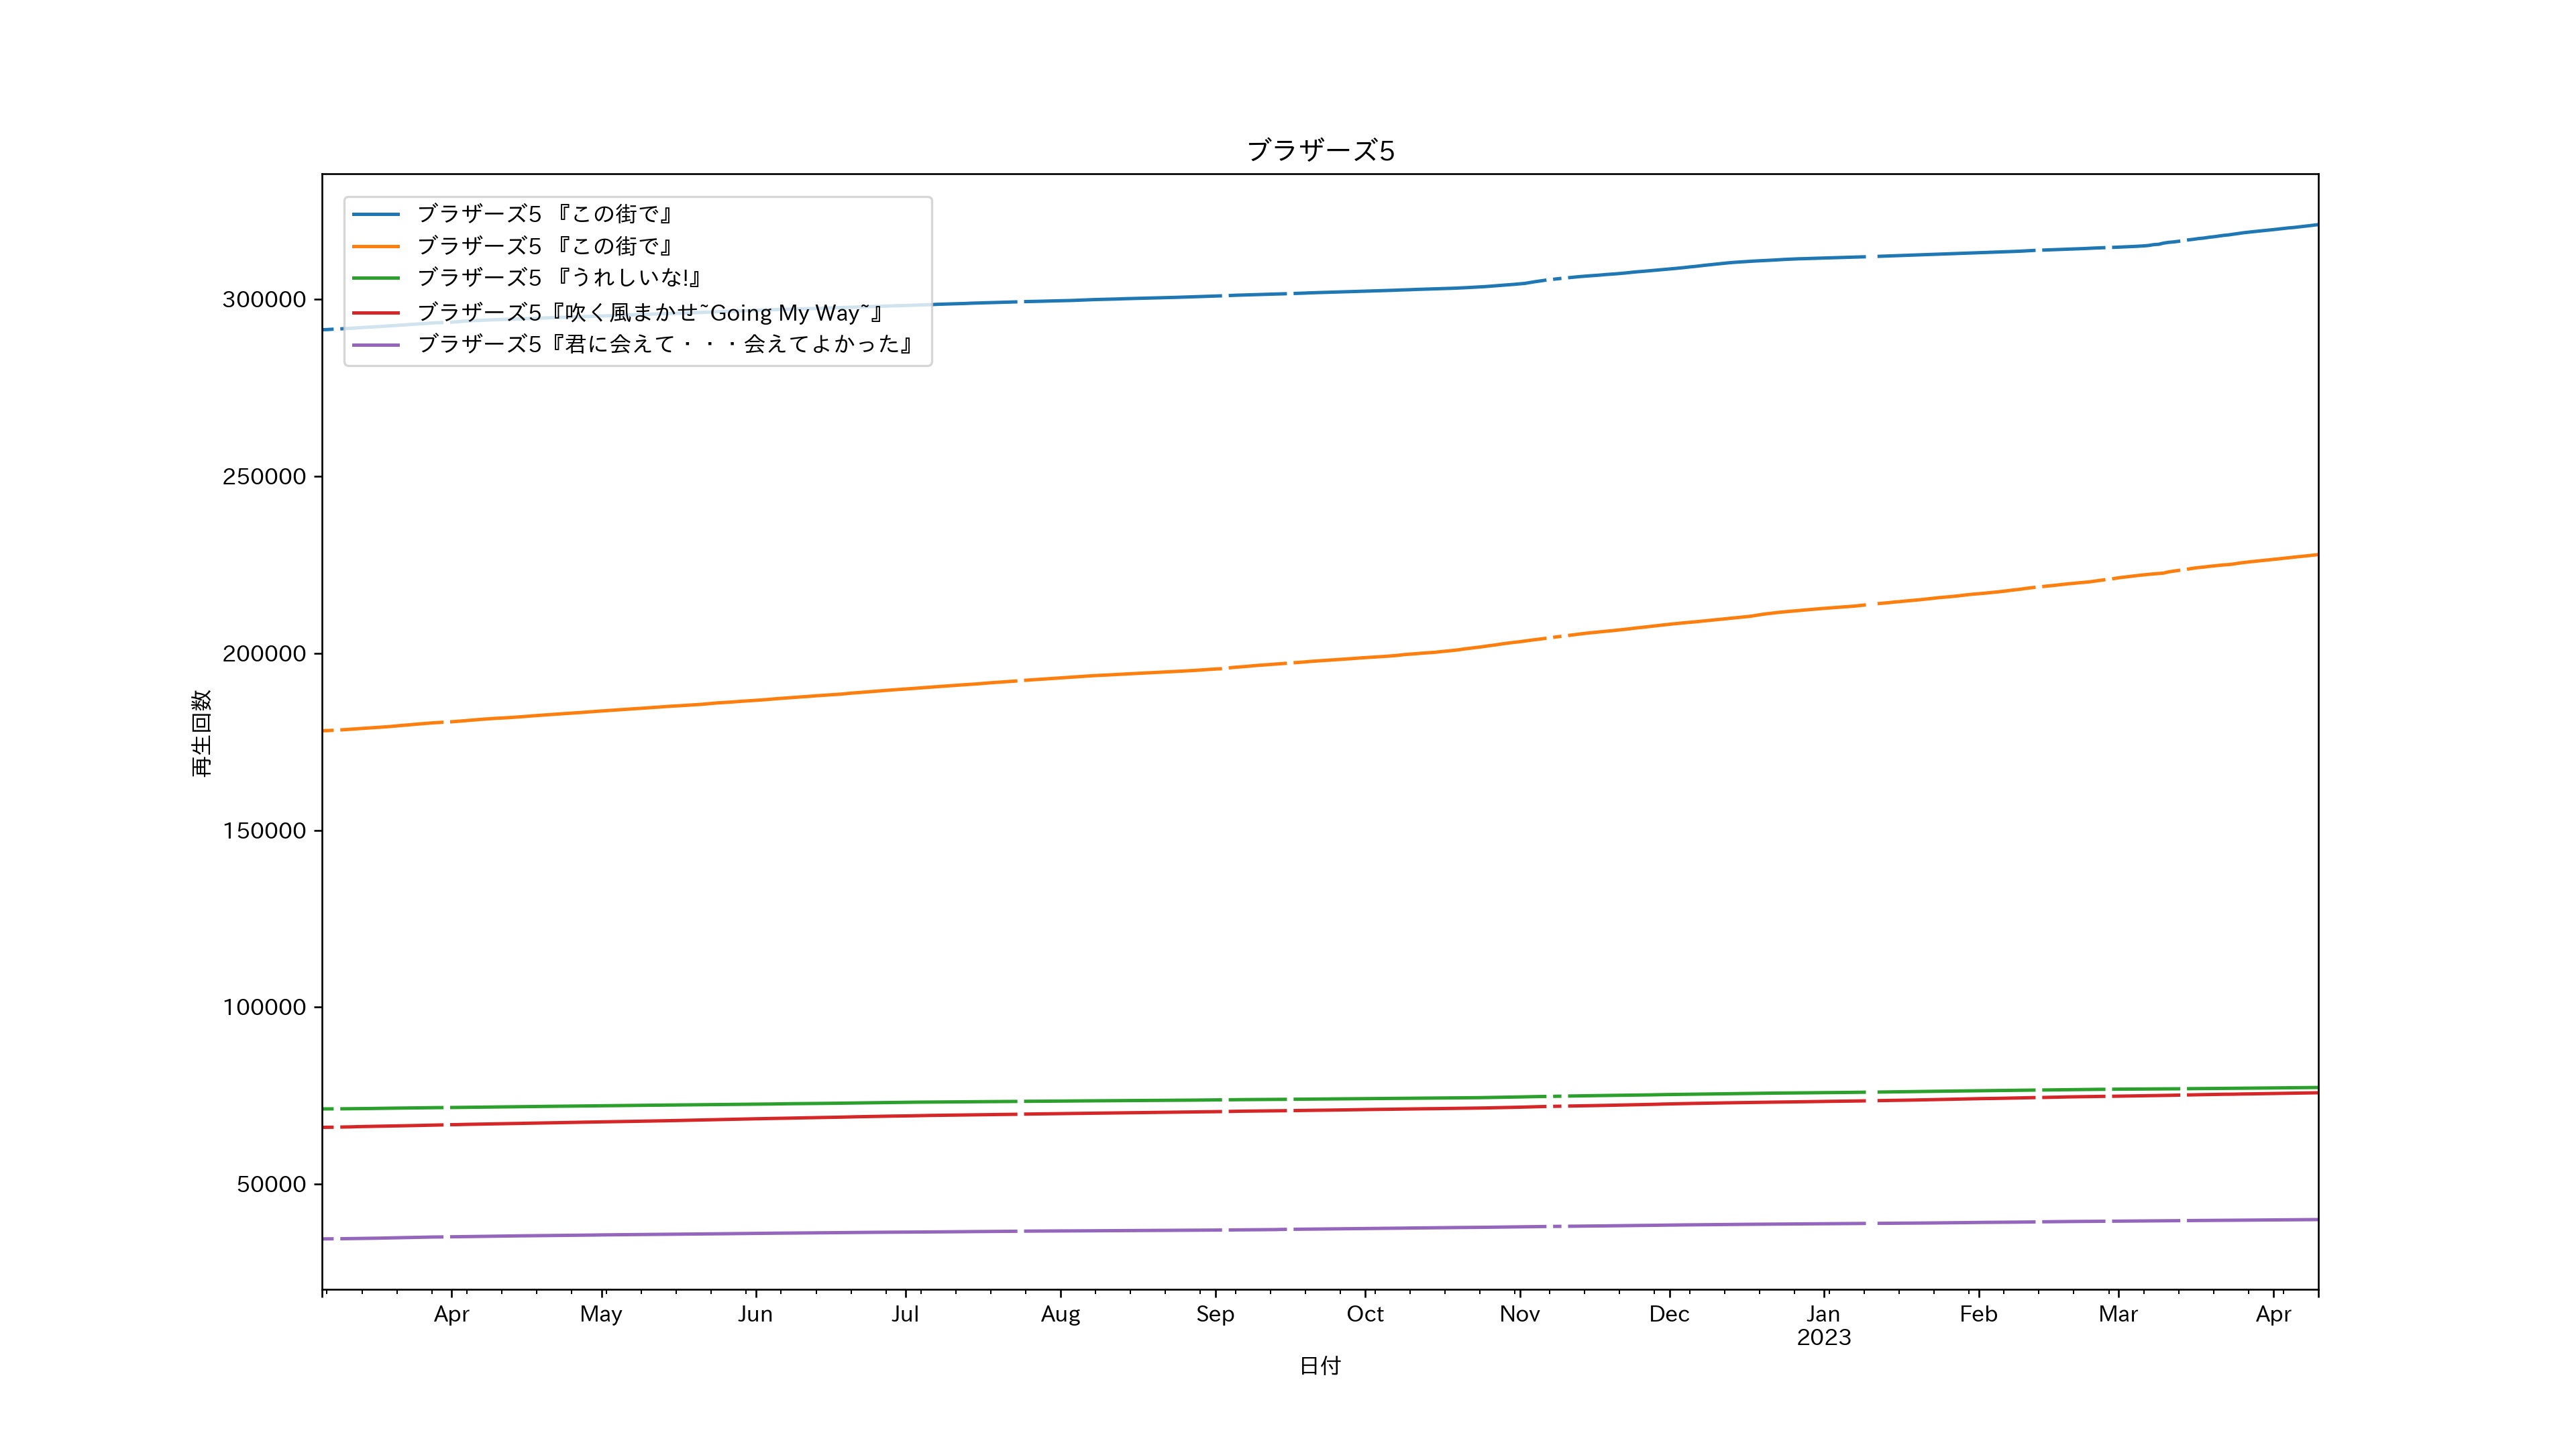 ブラザーズ5
ブラザーズ5 『この街で』
ブラザーズ5 『この街で』
ブラザーズ5 『うれしいな!』
ブラザーズ5『吹く風まかせ~Going My Way~』
ブラザーズ5『君に会えて・・・会えてよかった』
300000
250000
200000
150000
100000
50000
再生回数
Apr May Jun Jul Aug Sep Oct Nov Dec Jan Feb Mar Apr
2023
日付